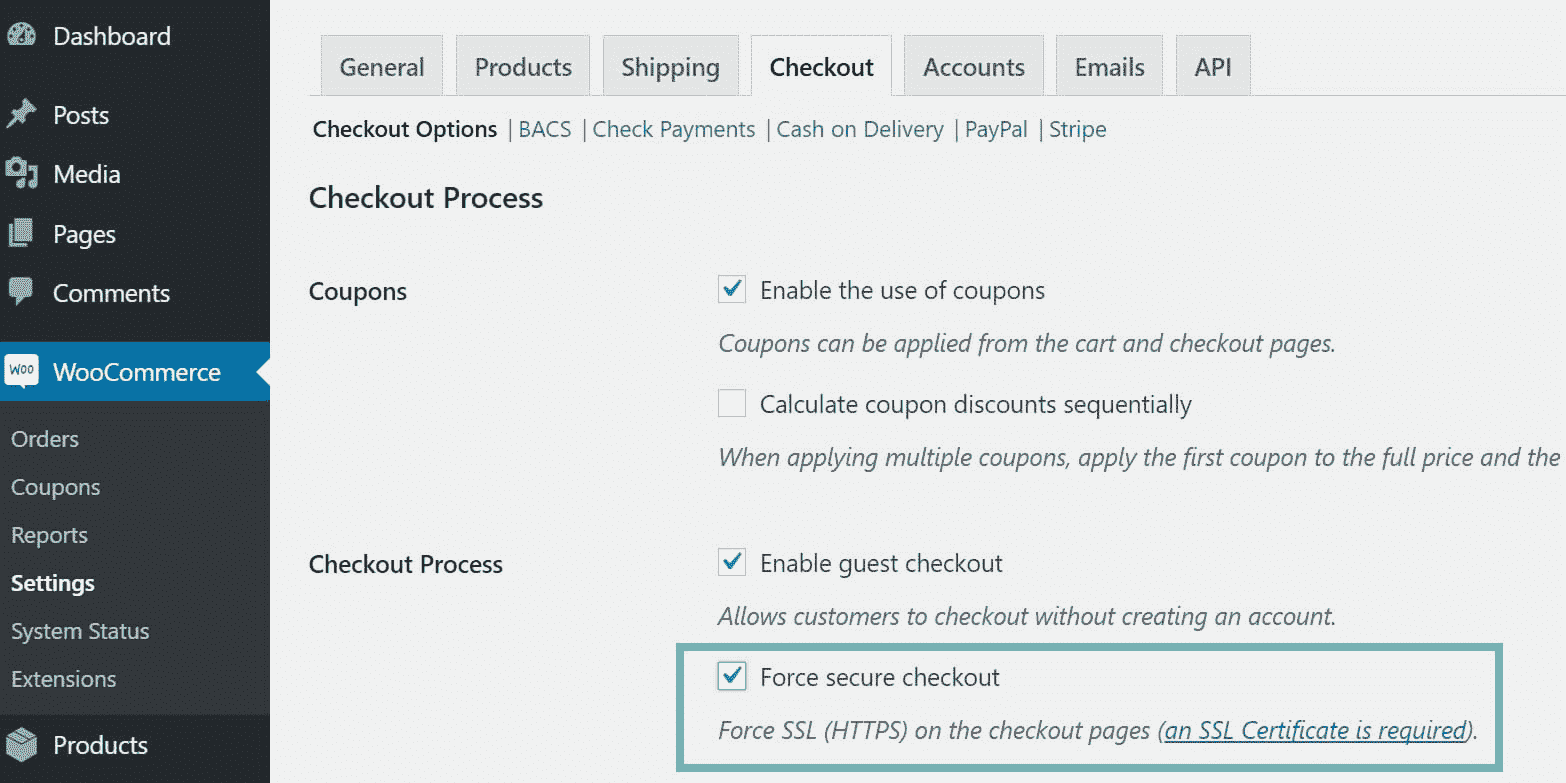 Dashboard
Posts
Media
Pages
Comments
WOO WooCommerce
Orders
Coupons
Reports
Settings
System Status
Extensions
Products
General Products Shipping Checkout Accounts Emails API
Checkout Options | BACS | Check Payments | Cash on Delivery | PayPal | Stripe
Checkout Process
Coupons Enable the use of coupons
Coupons can be applied from the cart and checkout pages.
Calculate coupon discounts sequentially
When applying multiple coupons, apply the first coupon to the full price and the
Checkout Process Enable guest checkout
Allows customers to checkout without creating an account.
Force secure checkout
Force SSL (HTTPS) on the checkout pages (an SSL Certificate is required).